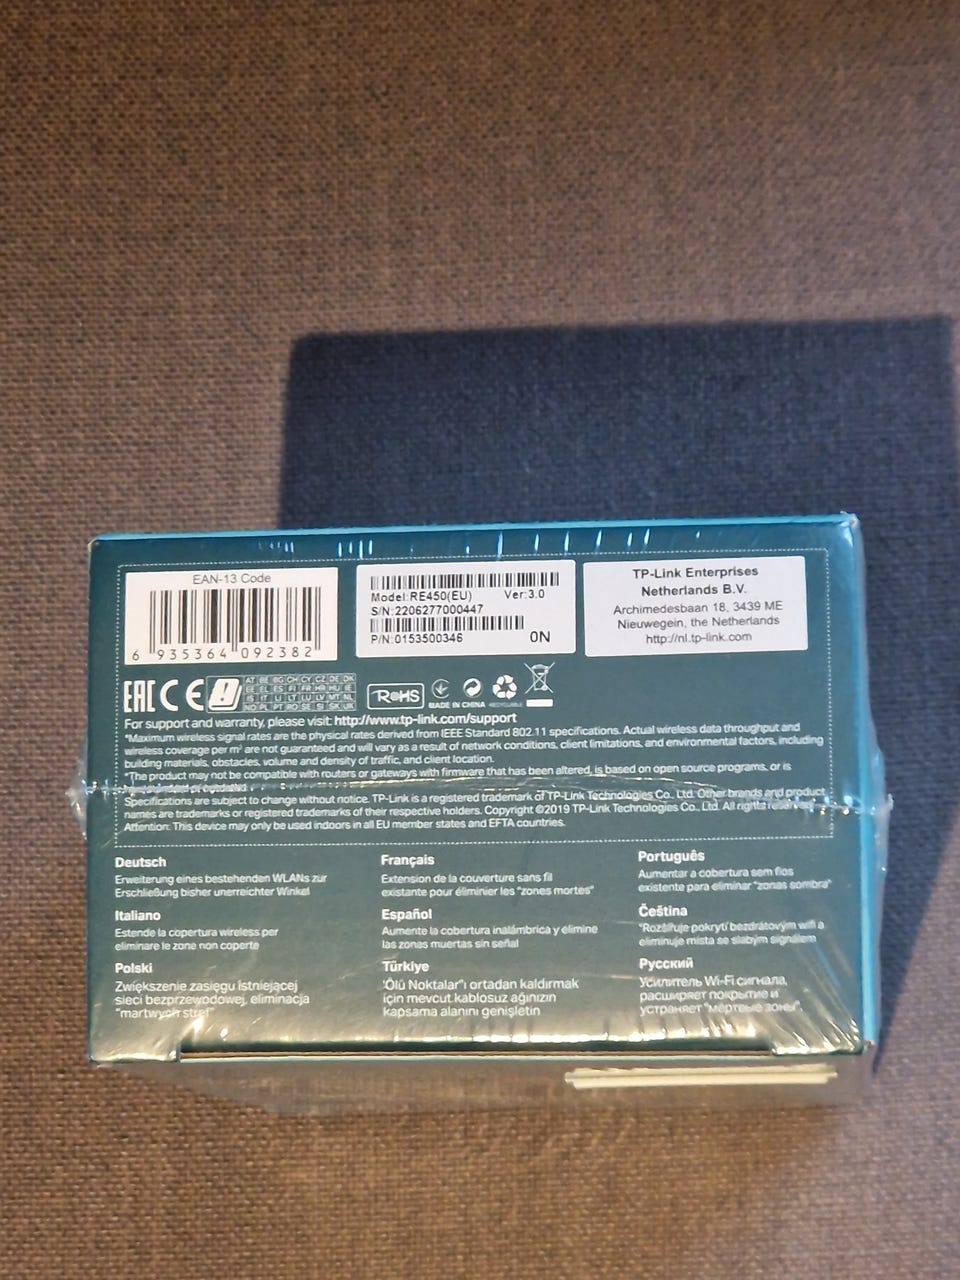 EAN-13 Code
6 935364 092382
Model:RE450(EU) Ver:3.0
S/N:2206277000447
P/N:0153500346 0N
TP-Link Enterprises
Netherlands B.V.
Archimedesbaan 18, 3439 ME
Nieuwegein, the Netherlands
http://nl.tp-link.com
EAC CE
AT BE BG CH CY CZ DE DK
EE EL ES FI FR HR HU IE
IS IT LI LT LU LV MT NL
NO PL PT RO SE SI SK UK
RoHS
MADE IN CHINA
RECYCLABLE
For support and warranty, please visit: http://www.tp-link.com/support
*Maximum wireless signal rates are the physical rates derived from IEEE Standard 802.11 specifications. Actual wireless data throughput and
wireless coverage per m² are not guaranteed and will vary as a result of network conditions, client limitations, and environmental factors, including
building materials, obstacles, volume and density of traffic, and client location.
*The product may not be compatible with routers or gateways with firmware that has been altered, is based on open source programs, or is
Specifications are subject to change without notice. TP-Link is a registered trademark of TP-Link Technologies Co., Ltd. Other brands and product
names are trademarks or registered trademarks of their respective holders. Copyright ©2019 TP-Link Technologies Co., Ltd. All rights reserved.
Attention: This device may only be used indoors in all EU member states and EFTA countries.
Deutsch
Erweiterung eines bestehenden WLANs zur
Erschließung bisher unerreichter Winkel
Français
Extension de la couverture sans fil
existante pour éliminier les "zones mortes"
Português
Aumentar a cobertura sem fios
existente para eliminar "zonas sombra"
Italiano
Estende la copertura wireless per
eliminare le zone non coperte
Español
Aumente la cobertura inalámbrica y elimine
las zonas muertas sin señal
Čeština
"Rozšiřuje pokrytí bezdrátovým wifi a
eliminuje místa se slabým signálem
Polski
Zwiększenie zasięgu istniejącej
sieci bezprzewodowej, eliminacja
"martwych stref"
Türkiye
'Ölü Noktalar"ı ortadan kaldırmak
için mevcut kablosuz ağınızın
kapsama alanını genişletin
Русский
Усилитель Wi-Fi сигнала,
расширяет покрытие и
устраняет "мёртвые зоны".